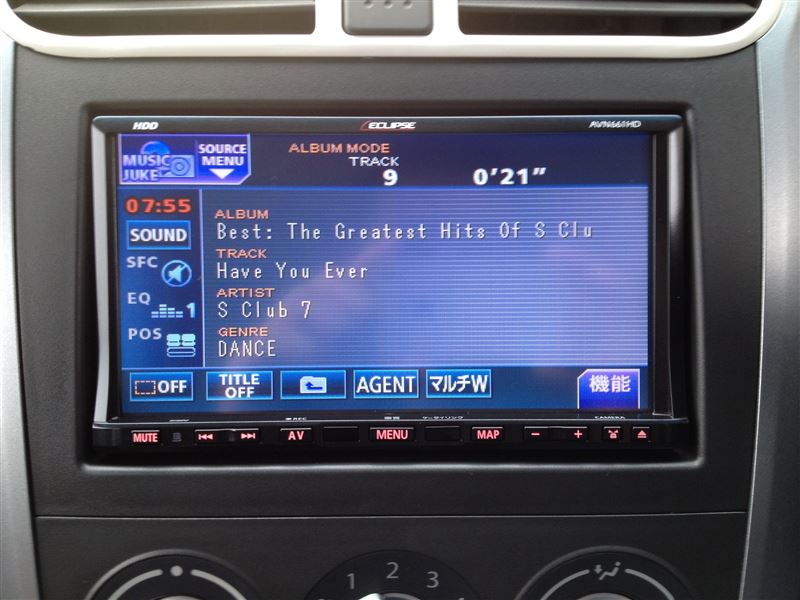 HDD ECLIPSE AVN661HD
MUSIC JUKE
SOURCE MENU
ALBUM MODE
TRACK
9 0'21"
07:55
SOUND
SFC
EQ 1
POS
ALBUM
Best: The Greatest Hits Of S Clu
TRACK
Have You Ever
ARTIST
S Club 7
GENRE
DANCE
OFF
TITLE OFF
AGENT
マルチW
機能
MUTE
AV
MENU
MAP
- +
1 2 3